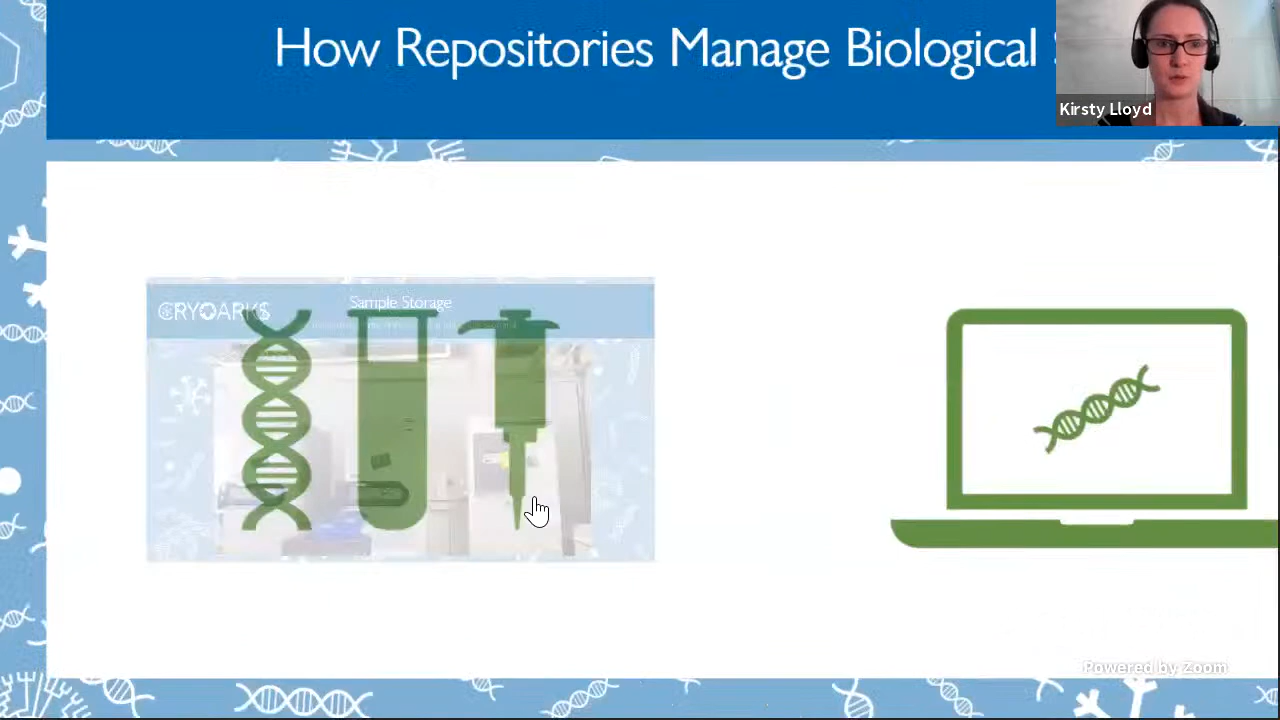 How Repositories Manage Biological
Kirsty Lloyd
CRYOARKS
Sample Storage
Powered by Zoom